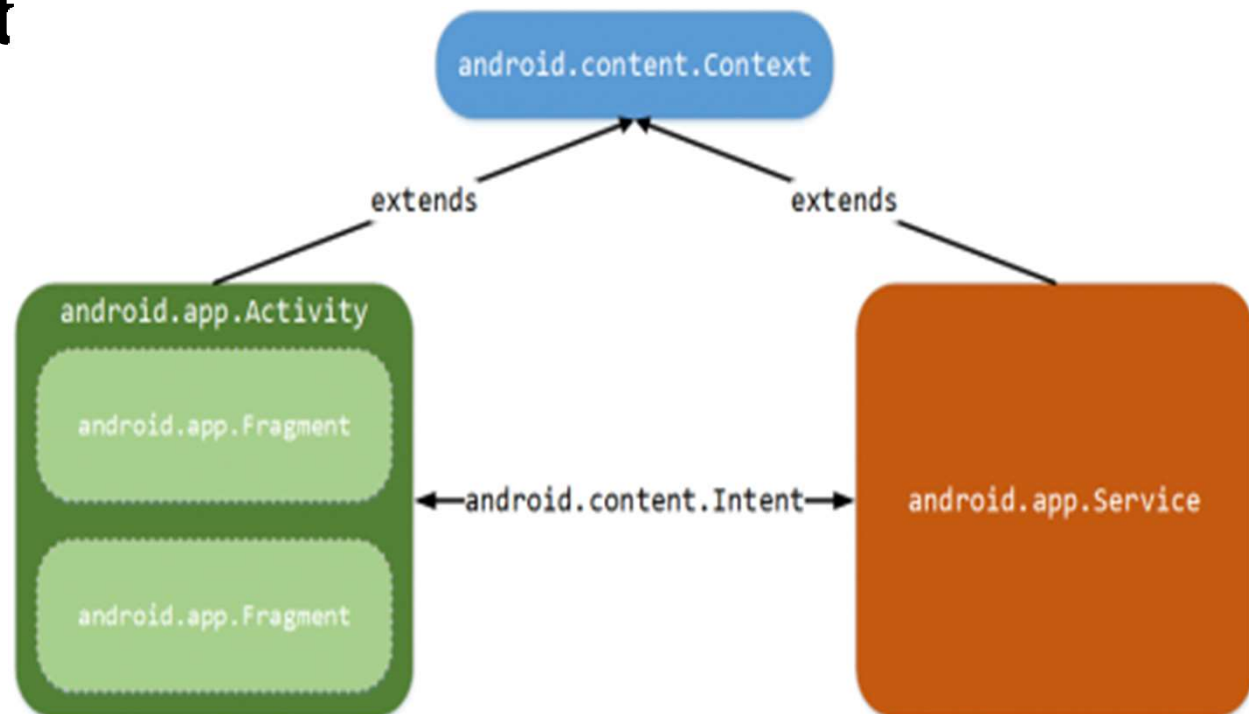 t
android.content.Context
extends
extends
android.app.Activity
android.app.Fragment
android.content.Intent
android.app.Service
android.app.Fragment